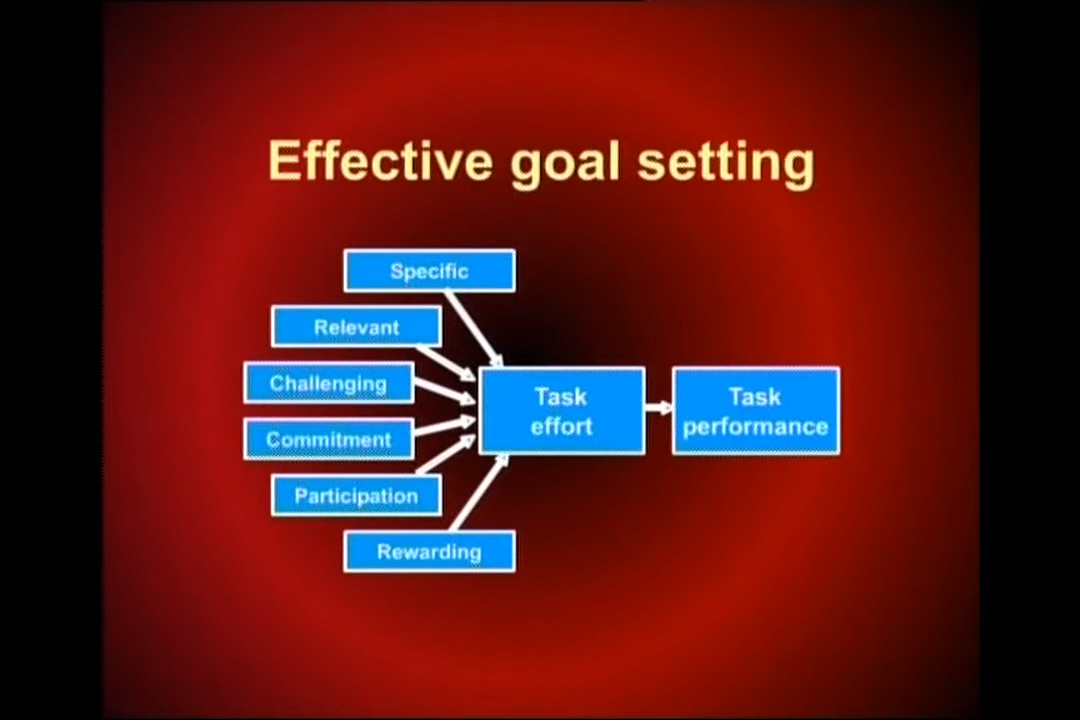 Effective goal setting
Specific
Relevant
Challenging
Commitment
Participation
Rewarding
Task
effort
Task
performance